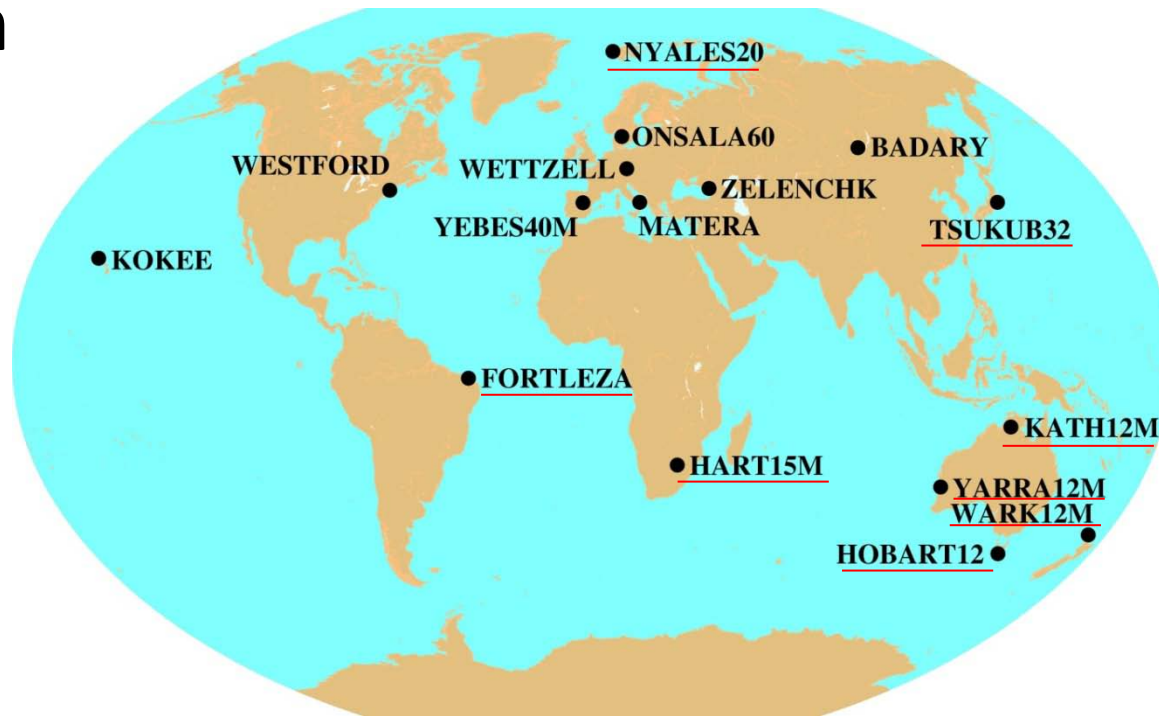 n
NYALES20
ONSALA60
BADARY
WESTFORD
WETTZELL
ZELENCHK
YEBES40M
MATERA
TSUKUB32
KOKEE
FORTLEZA
KATH12M
HART15M
YARRA12M
WARK12M
HOBART12